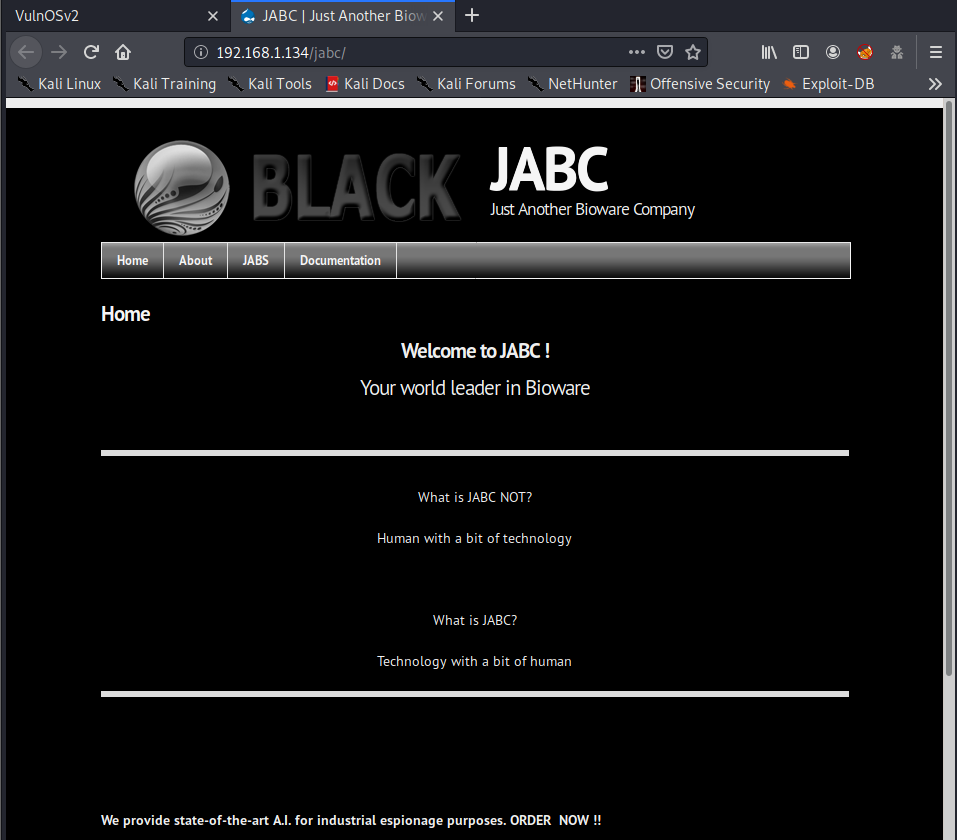 VulnOSv2
JABC | Just Another Biow
192.168.1.134/jabc/
Kali Linux Kali Training Kali Tools Kali Docs Kali Forums NetHunter Offensive Security Exploit-DB
BLACK
JABC
Just Another Bioware Company
Home About JABS Documentation
Home
Welcome to JABC !
Your world leader in Bioware
What is JABC NOT?
Human with a bit of technology
What is JABC?
Technology with a bit of human
We provide state-of-the-art A.I. for industrial espionage purposes. ORDER  NOW !!